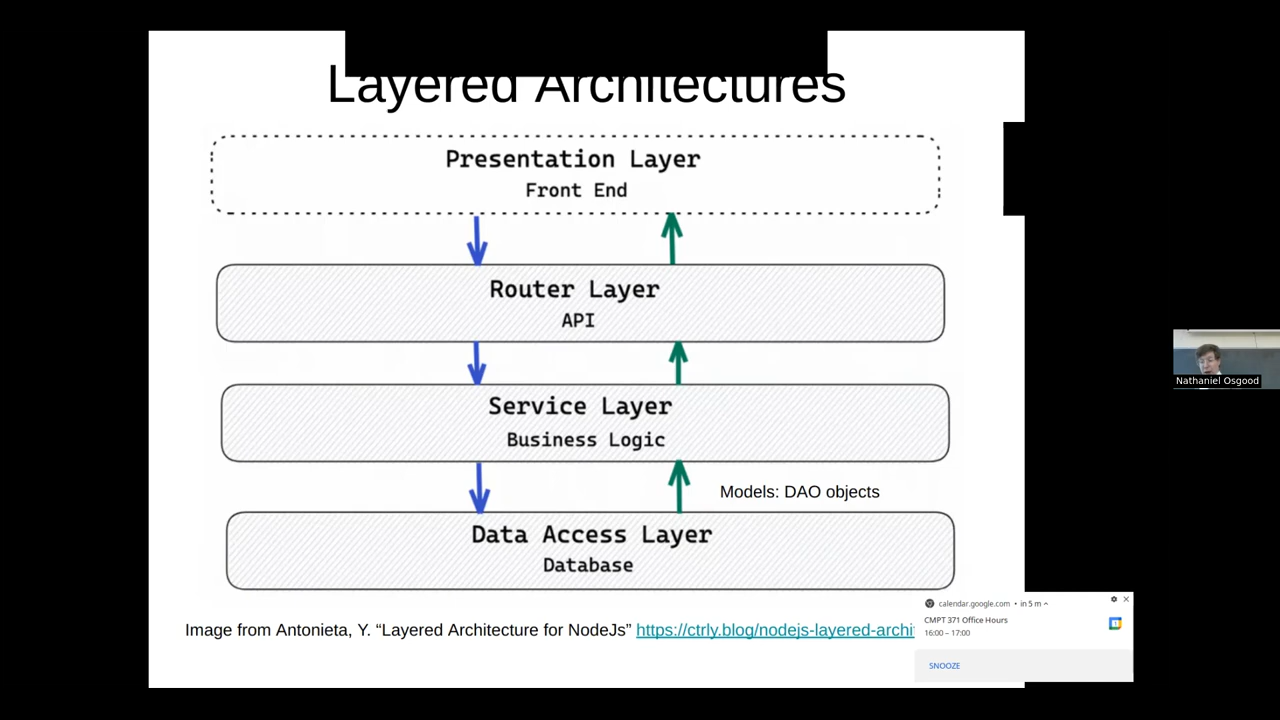 Layered Architectures
Presentation Layer
Front End
Router Layer
API
Service Layer
Business Logic
Models: DAO objects
Data Access Layer
Database
Image from Antonieta, Y. “Layered Architecture for NodeJs” https://ctrly.blog/nodejs-layered-archi
calendar.google.com • in 5 m
CMPT 371 Office Hours
16:00 – 17:00
SNOOZE
Nathaniel Osgood